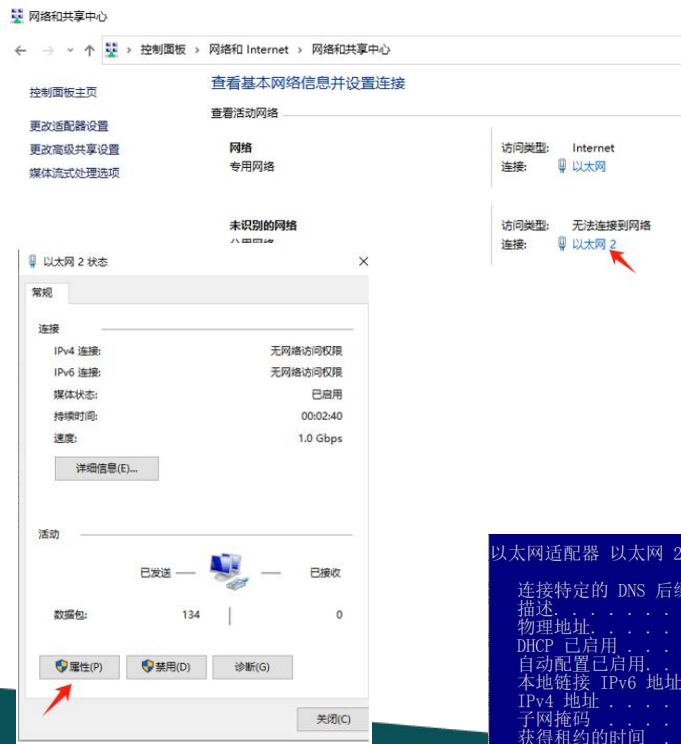 网络和共享中心
控制面板 › 网络和 Internet › 网络和共享中心
控制面板主页
更改适配器设置
更改高级共享设置
媒体流式处理选项
查看基本网络信息并设置连接
查看活动网络
网络
专用网络
访问类型: Internet
连接: 以太网
未识别的网络
公用网络
访问类型: 无法连接到网络
连接: 以太网 2
以太网 2 状态
常规
连接
IPv4 连接: 无网络访问权限
IPv6 连接: 无网络访问权限
媒体状态: 已启用
持续时间: 00:02:40
速度: 1.0 Gbps
详细信息(E)...
活动
已发送 — — 已接收
数据包: 134 | 0
属性(P) 禁用(D) 诊断(G)
关闭(C)
以太网适配器 以太网 2
连接特定的 DNS 后缀
描述. . . . . . .
物理地址. . . . .
DHCP 已启用 . . .
自动配置已启用. .
本地链接 IPv6 地址
IPv4 地址 . . . .
子网掩码 . . . .
获得租约的时间 .